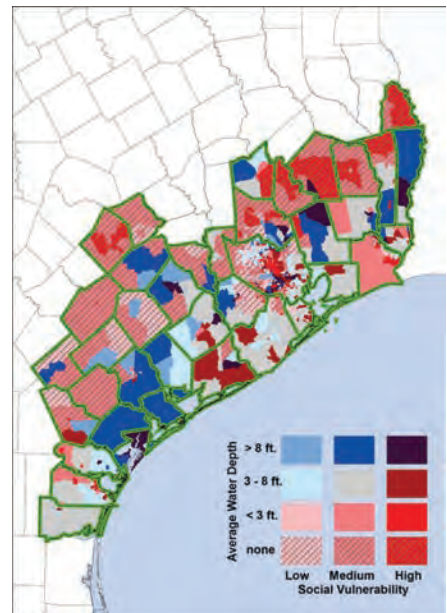 Average Water Depth
> 8 ft.
3 - 8 ft.
< 3 ft.
none
Low Medium High
Social Vulnerability